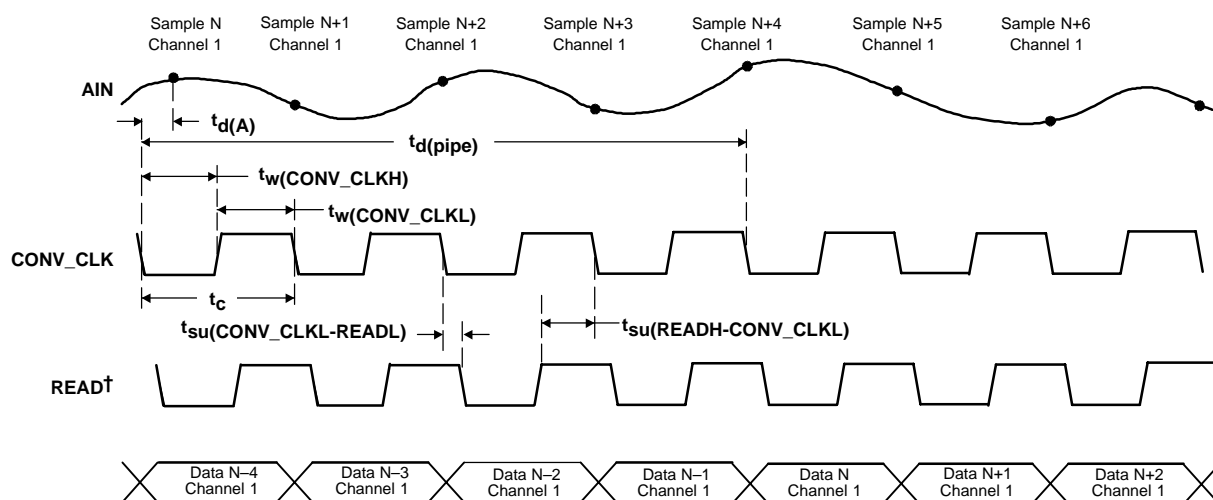 Sample N
Channel 1
Sample N+1
Channel 1
Sample N+2
Channel 1
Sample N+3
Channel 1
Sample N+4
Channel 1
Sample N+5
Channel 1
Sample N+6
Channel 1
AIN
td(A)
td(pipe)
tw(CONV_CLKH)
tw(CONV_CLKL)
CONV_CLK
tc
tsu(CONV_CLKL-READL)
tsu(READH-CONV_CLKL)
READ†
Data N–4
Channel 1
Data N–3
Channel 1
Data N–2
Channel 1
Data N–1
Channel 1
Data N
Channel 1
Data N+1
Channel 1
Data N+2
Channel 1